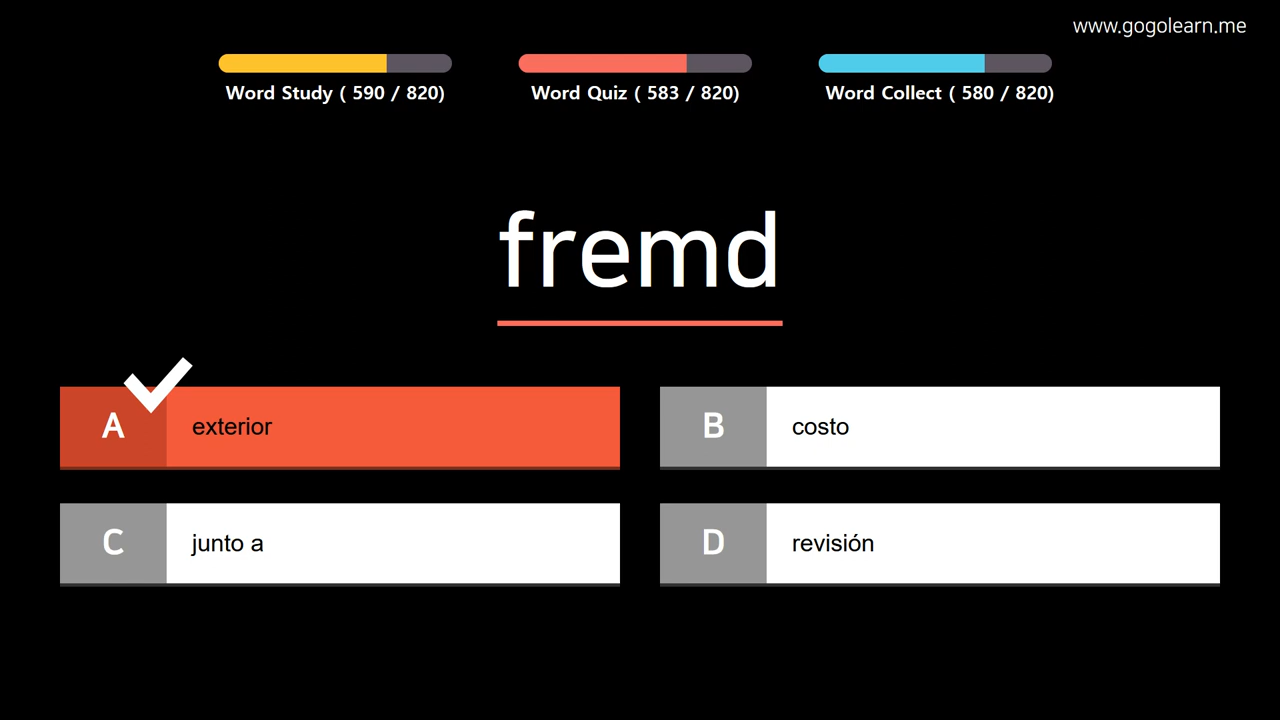 www.gogolearn.me
Word Study ( 590 / 820)
Word Quiz ( 583 / 820)
Word Collect ( 580 / 820)
fremd
A exterior
B costo
C junto a
D revisión